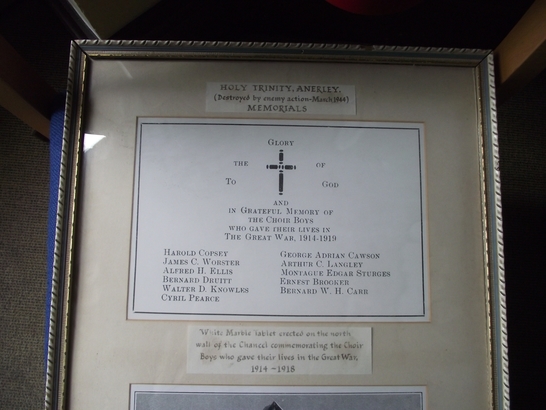 HOLY TRINITY, ANERLEY,
(Destroyed by enemy action-March 1944)
MEMORIALS
GLORY
THE OF
TO GOD
AND
IN GRATEFUL MEMORY OF
THE CHOIR BOYS
WHO GAVE THEIR LIVES IN
THE GREAT WAR, 1914-1919
HAROLD COPSEY
JAMES C. WORSTER
ALFRED H. ELLIS
BERNARD DRUITT
WALTER D. KNOWLES
CYRIL PEARCE
GEORGE ADRIAN CAWSON
ARTHUR C. LANGLEY
MONTAGUE EDGAR STURGES
ERNEST BROOKER
BERNARD W. H. CARR
White Marble Tablet erected on the north
wall of the Chancel commemorating the Choir
Boys who gave their lives in the Great War,
1914 - 1918